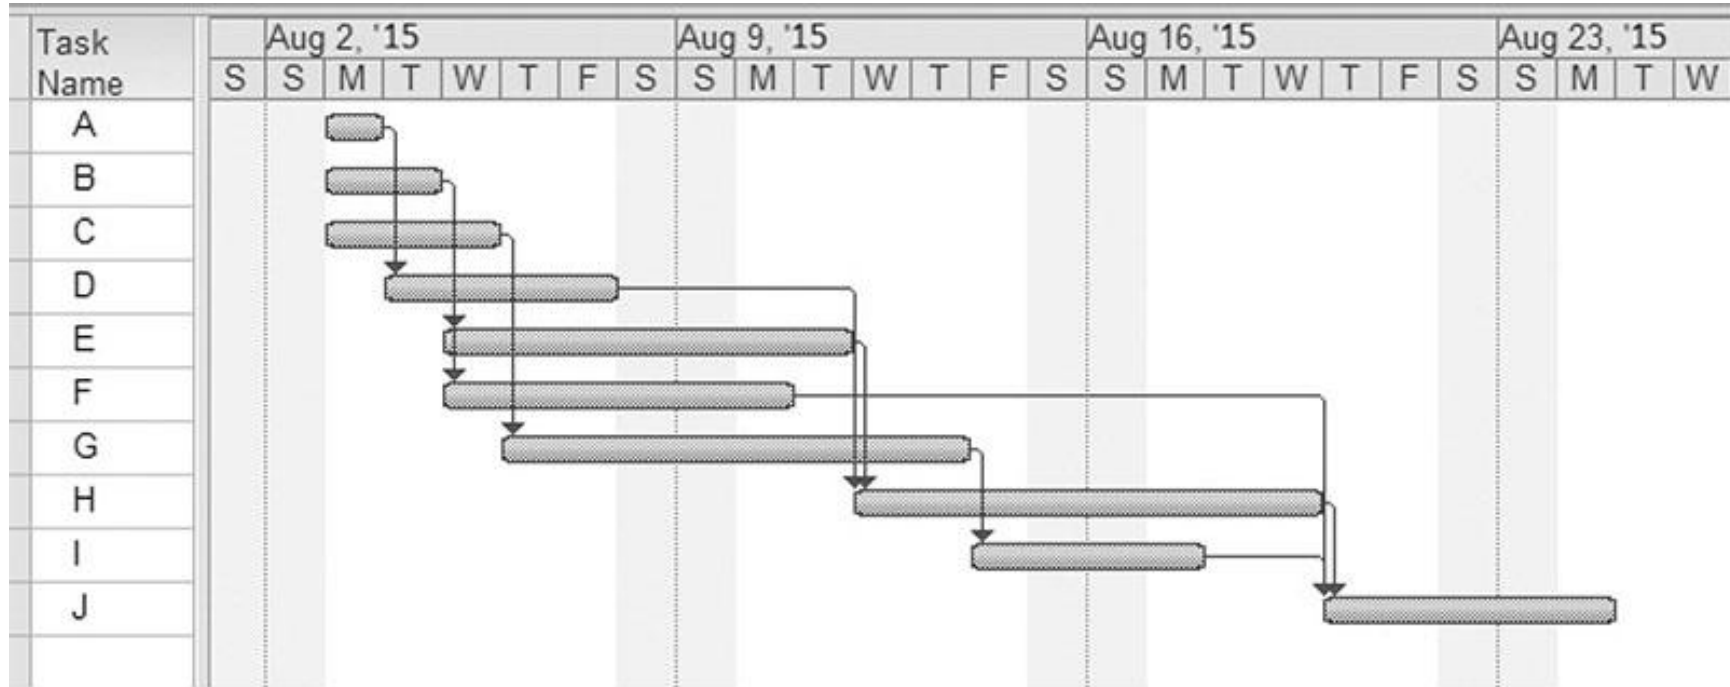 Task Name
Aug 2, '15 Aug 9, '15 Aug 16, '15 Aug 23, '15
S S M T W T F S S M T W T F S S M T W T F S S M T W
A
B
C
D
E
F
G
H
I
J